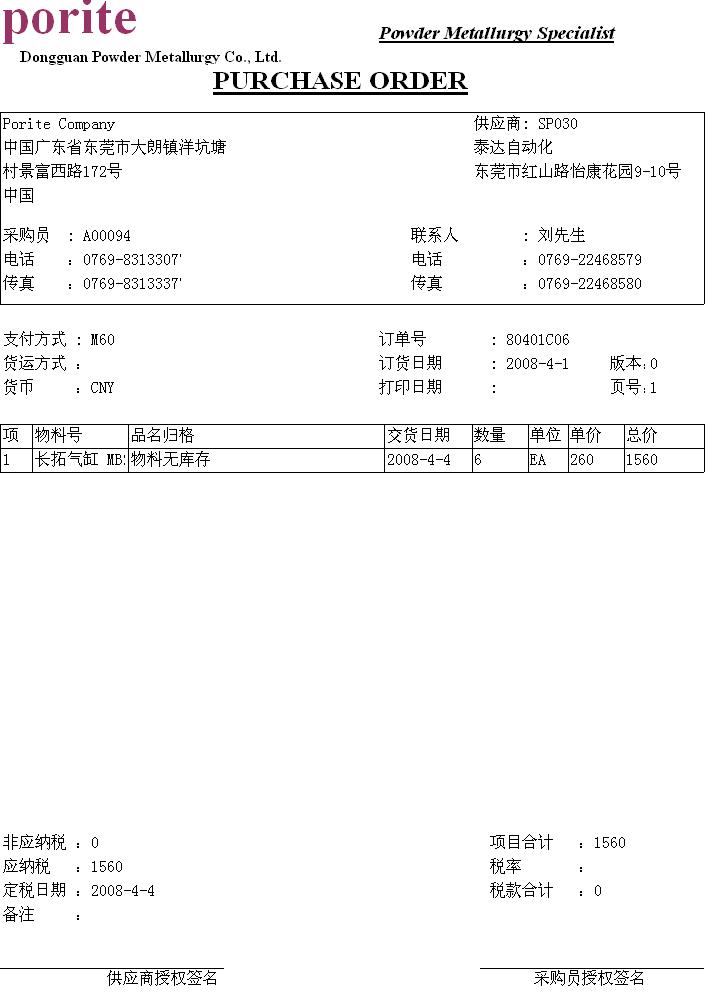 porite
Powder Metallurgy Specialist
Dongguan Powder Metallurgy Co., Ltd.
PURCHASE ORDER
Porite Company 供应商: SP030
中国广东省东莞市大朗镇洋坑塘 泰达自动化
村景富西路172号 东莞市红山路怡康花园9-10号
中国
采购员 : A00094 联系人 : 刘先生
电话 : 0769-8313307' 电话 : 0769-22468579
传真 : 0769-8313337' 传真 : 0769-22468580
支付方式 : M60 订单号 : 80401C06
货运方式 : 订货日期 : 2008-4-1 版本:0
货币 : CNY 打印日期 : 页号:1
项 物料号 品名归格 交货日期 数量 单位 单价 总价
1 长拓气缸 MB 物料无库存 2008-4-4 6 EA 260 1560
非应纳税 : 0 项目合计 : 1560
应纳税 : 1560 税率 :
定税日期 : 2008-4-4 税款合计 : 0
备注 :
供应商授权签名 采购员授权签名